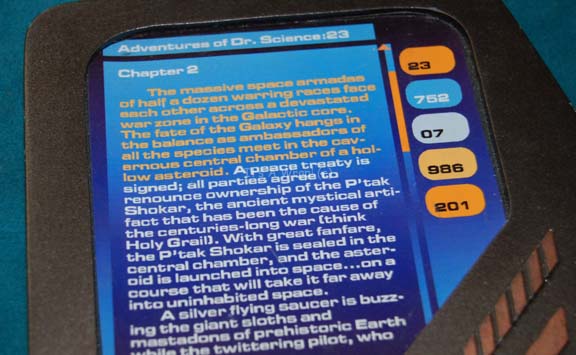 Adventures of Dr. Science:23
Chapter 2
The massive space armadas
of half a dozen warring races face
each other across a devastated
war zone in the Galactic core.
The fate of the Galaxy hangs in
the balance as ambassadors of
all the species meet in the cav-
ernous central chamber of a hol-
low asteroid. A peace treaty is
signed; all parties agree to
renounce ownership of the P'tak
Shokar, the ancient mystical arti-
fact that has been the cause of
the centuries-long war (think
Holy Grail). With great fanfare,
the P'tak Shokar is sealed in the
central chamber, and the aster-
oid is launched into space...on a
course that will take it far away
into uninhabited space.
A silver flying saucer is buzz-
ing the giant sloths and
mastadons of prehistoric Earth
while the twittering pilot, who
1
23
752
07
986
201